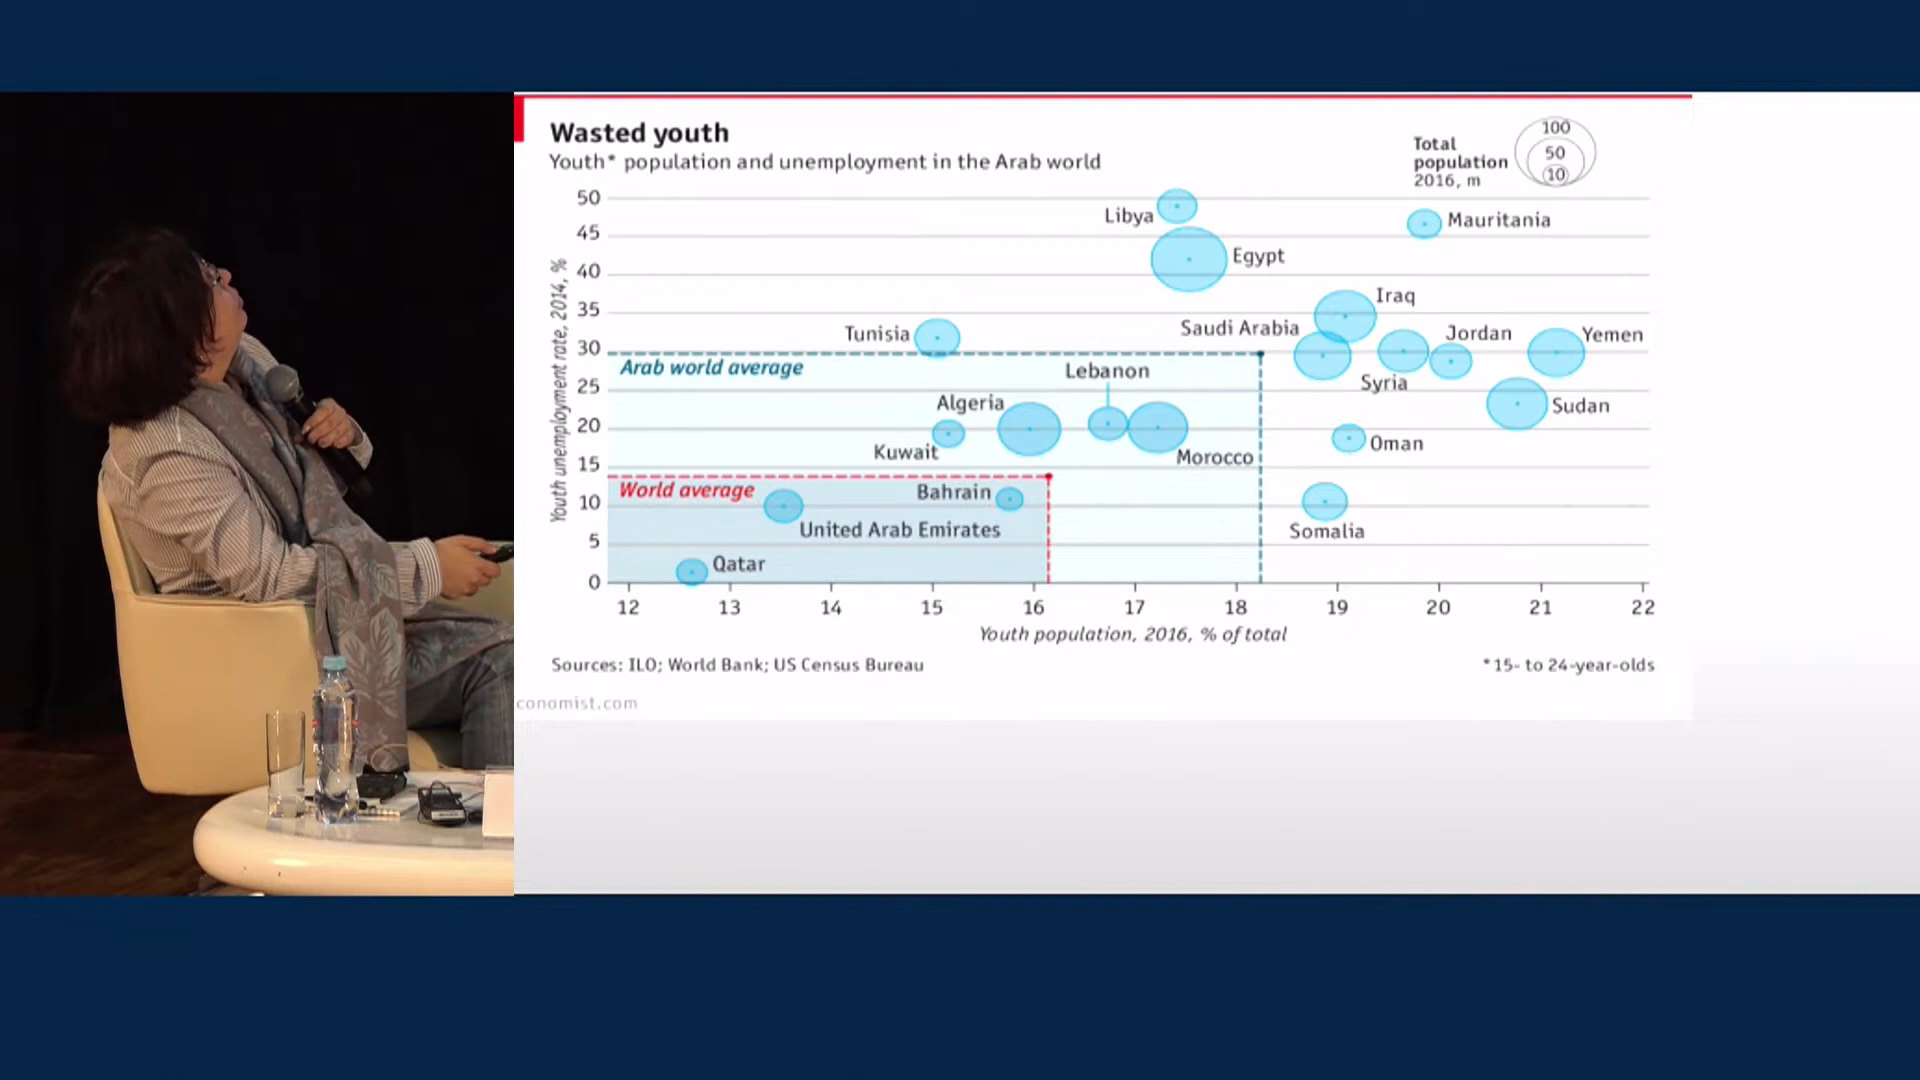 Wasted youth
Youth* population and unemployment in the Arab world
Total
population
2016, m
100
50
10
Youth unemployment rate, 2014, %
50
45
40
35
30
25
20
15
10
5
0
Libya
Mauritania
Egypt
Iraq
Saudi Arabia
Tunisia
Jordan
Yemen
Arab world average
Lebanon
Syria
Algeria
Sudan
Kuwait
Morocco
Oman
World average
Bahrain
United Arab Emirates
Somalia
Qatar
12 13 14 15 16 17 18 19 20 21 22
Youth population, 2016, % of total
Sources: ILO; World Bank; US Census Bureau
*15- to 24-year-olds
conomist.com